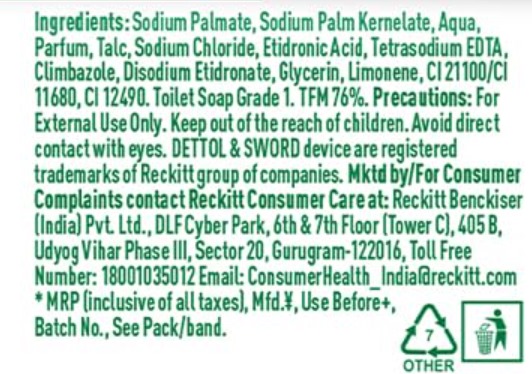 Ingredients: Sodium Palmate, Sodium Palm Kernelate, Aqua,
Parfum, Talc, Sodium Chloride, Etidronic Acid, Tetrasodium EDTA,
Climbazole, Disodium Etidronate, Glycerin, Limonene, CI 21100/CI
11680, CI 12490. Toilet Soap Grade 1. TFM 76%. Precautions: For
External Use Only. Keep out of the reach of children. Avoid direct
contact with eyes. DETTOL & SWORD device are registered
trademarks of Reckitt group of companies. Mktd by/For Consumer
Complaints contact Reckitt Consumer Care at: Reckitt Benckiser
(India) Pvt. Ltd., DLF Cyber Park, 6th & 7th Floor (Tower C), 405 B,
Udyog Vihar Phase III, Sector 20, Gurugram-122016, Toll Free
Number: 18001035012 Email: ConsumerHealth_India@reckitt.com
* MRP (inclusive of all taxes), Mfd.¥, Use Before+,
Batch No., See Pack/band.
7
OTHER